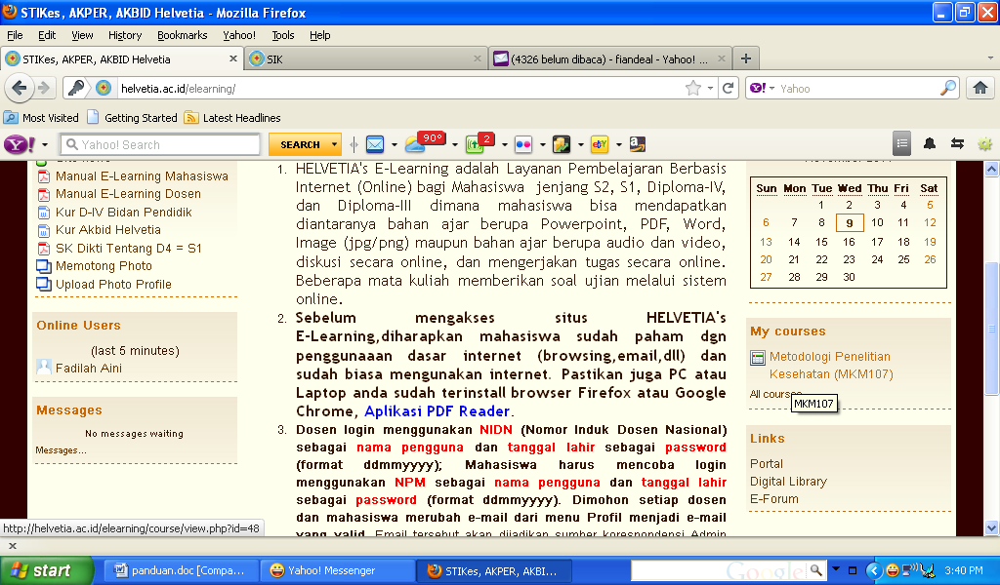 STIKes, AKPER, AKBID Helvetia - Mozilla Firefox
File Edit View History Bookmarks Yahoo! Tools Help
STIKes, AKPER, AKBID Helvetia
SIK
(4326 belum dibaca) - fiandeal - Yahoo! ...
helvetia.ac.id/elearning/
Yahoo
Most Visited Getting Started Latest Headlines
Y! Yahoo! Search SEARCH 90° 2
Manual E-Learning Mahasiswa
Manual E-Learning Dosen
Kur D-IV Bidan Pendidik
Kur Akbid Helvetia
SK Dikti Tentang D4 = S1
Memotong Photo
Upload Photo Profile
Online Users
(last 5 minutes)
Fadilah Aini
Messages
No messages waiting
Messages...
1. HELVETIA's E-Learning adalah Layanan Pembelajaran Berbasis
Internet (Online) bagi Mahasiswa jenjang S2, S1, Diploma-IV,
dan Diploma-III dimana mahasiswa bisa mendapatkan
diantaranya bahan ajar berupa Powerpoint, PDF, Word,
Image (jpg/png) maupun bahan ajar berupa audio dan video,
diskusi secara online, dan mengerjakan tugas secara online.
Beberapa mata kuliah memberikan soal ujian melalui sistem
online.
2. Sebelum mengakses situs HELVETIA's
E-Learning,diharapkan mahasiswa sudah paham dgn
penggunaaan dasar internet (browsing,email,dll) dan
sudah biasa mengunakan internet. Pastikan juga PC atau
Laptop anda sudah terinstall browser Firefox atau Google
Chrome, Aplikasi PDF Reader.
3. Dosen login menggunakan NIDN (Nomor Induk Dosen Nasional)
sebagai nama pengguna dan tanggal lahir sebagai password
(format ddmmyyyy); Mahasiswa harus mencoba login
menggunakan NPM sebagai nama pengguna dan tanggal lahir
sebagai password (format ddmmyyyy). Dimohon setiap dosen
dan mahasiswa merubah e-mail dari menu Profil menjadi e-mail
yang valid. Email tersebut akan dijadikan sumber korespondensi Admin
Sun Mon Tue Wed Thu Fri Sat
1 2 3 4 5
6 7 8 9 10 11 12
13 14 15 16 17 18 19
20 21 22 23 24 25 26
27 28 29 30
My courses
Metodologi Penelitian
Kesehatan (MKM107)
All courses
MKM107
Links
Portal
Digital Library
E-Forum
http://helvetia.ac.id/elearning/course/view.php?id=48
start
panduan.doc [Compa...
Yahoo! Messenger
STIKes, AKPER, AKBI...
Google
3:40 PM